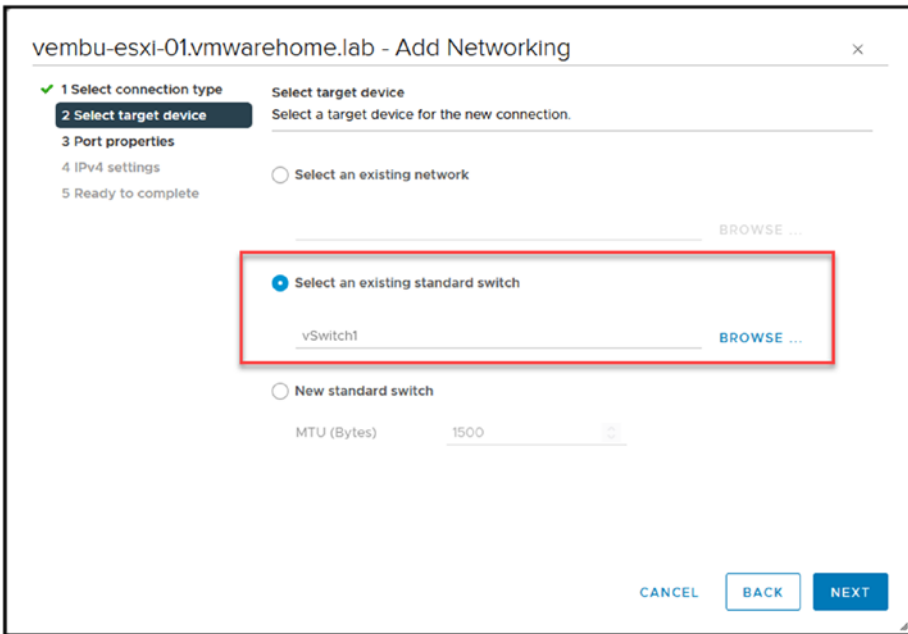 vembu-esxi-01.vmwarehome.lab - Add Networking
1 Select connection type
2 Select target device
3 Port properties
4 IPv4 settings
5 Ready to complete
Select target device
Select a target device for the new connection.
Select an existing network
BROWSE ...
Select an existing standard switch
vSwitch1
BROWSE ...
New standard switch
MTU (Bytes) 1500
CANCEL BACK NEXT